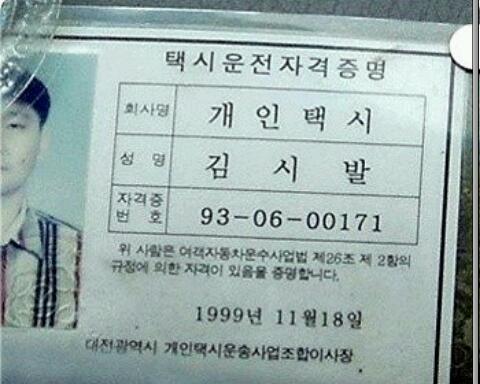 택시운전자격증명
회사명 개인택시
성 명 김 시 발
자격증 번 호 93-06-00171
위 사람은 여객자동차운수사업법 제26조 제 2항의
규정에 의한 자격이 있음을 증명합니다.
1999년 11월18일
대전광역시 개인택시운송사업조합이사장